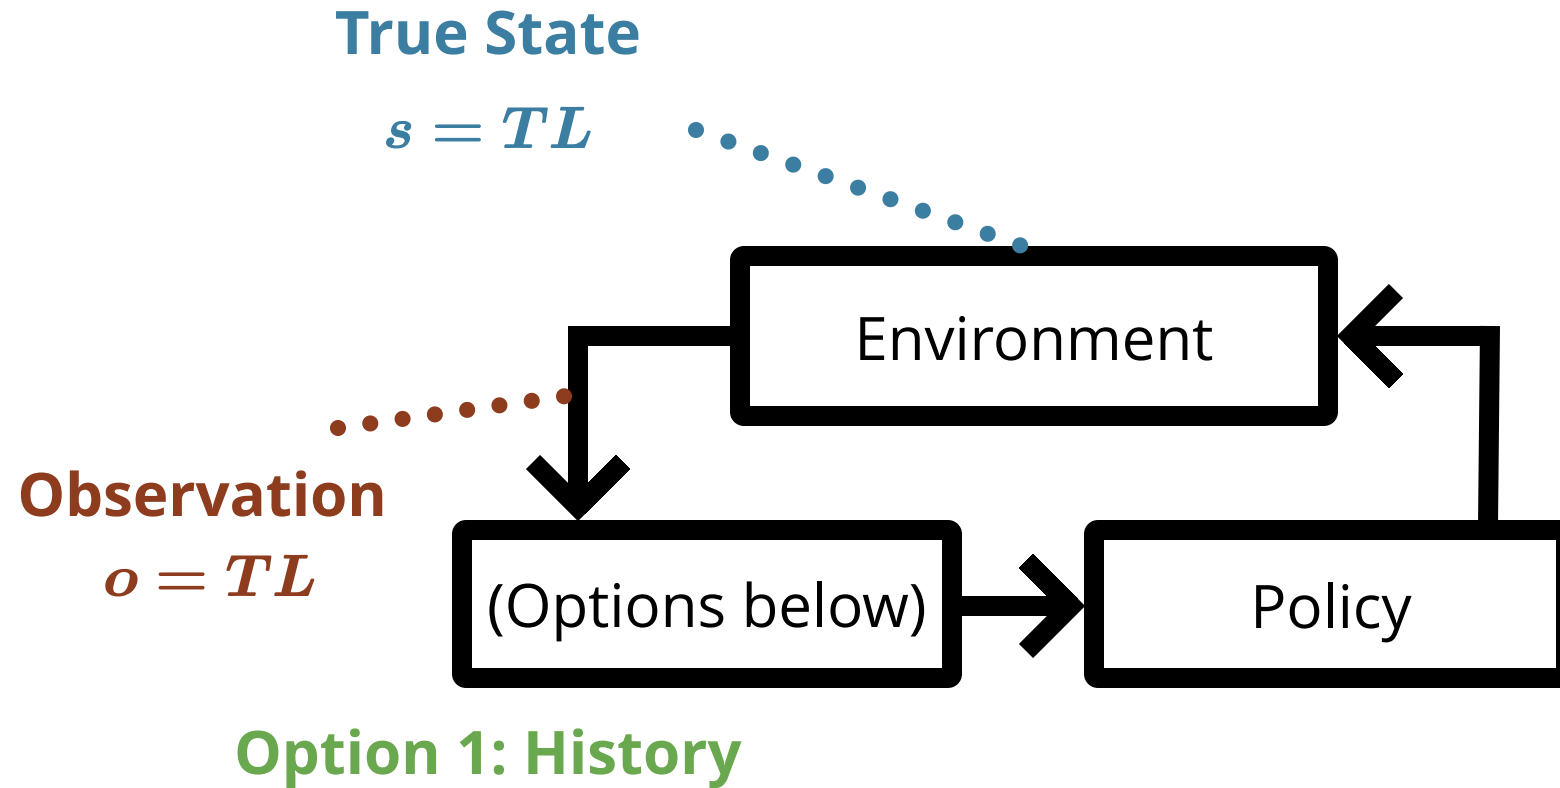 True State
s = TL
Environment
Observation
o = TL
(Options below)
Policy
Option 1: History